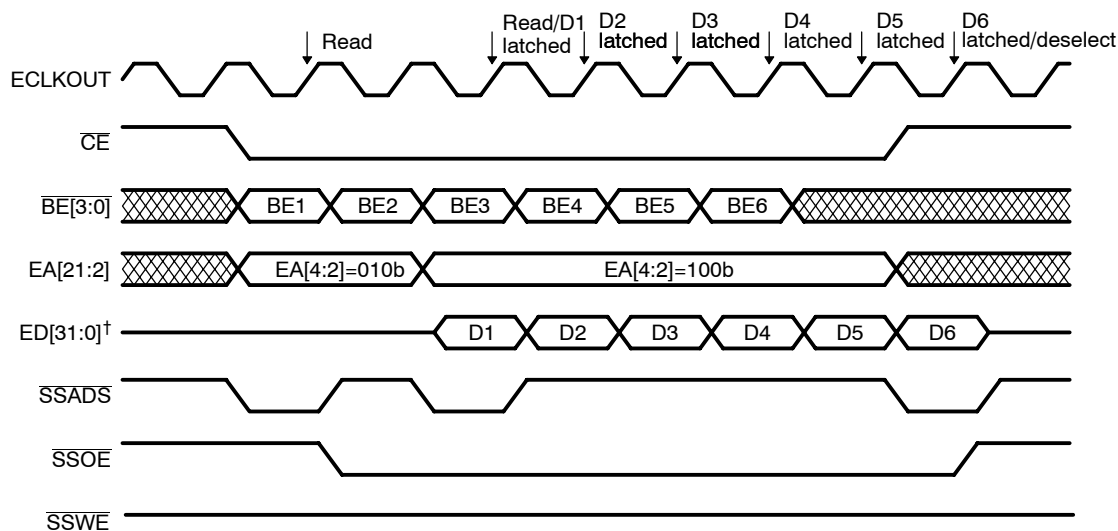 Read
Read/D1
latched
D2
latched
D3
latched
D4
latched
D5
latched
D6
latched/deselect
ECLKOUT
CE
BE[3:0]
BE1 BE2 BE3 BE4 BE5 BE6
EA[21:2]
EA[4:2]=010b EA[4:2]=100b
ED[31:0]†
D1 D2 D3 D4 D5 D6
SSADS
SSOE
SSWE